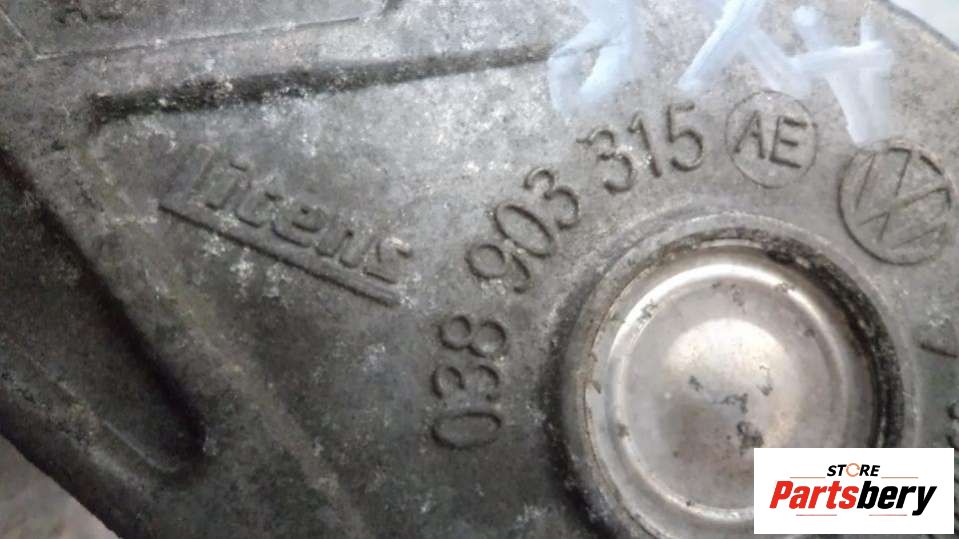 Litens
038 903 315 AE
STORE
Partsbery